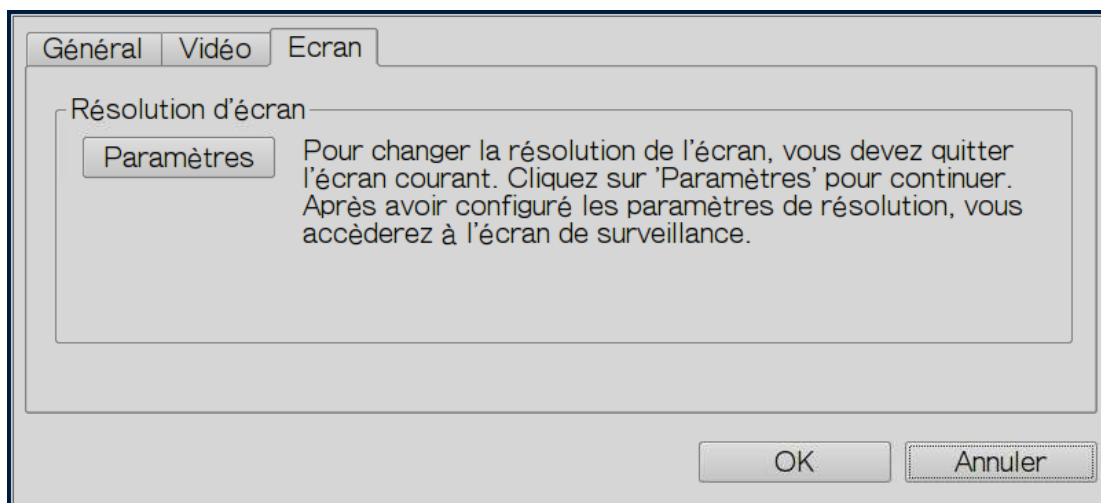 Général Vidéo Ecran
Résolution d'écran
Paramètres
Pour changer la résolution de l'écran, vous devez quitter
l'écran courant. Cliquez sur 'Paramètres' pour continuer.
Après avoir configuré les paramètres de résolution, vous
accèderez à l'écran de surveillance.
OK Annuler